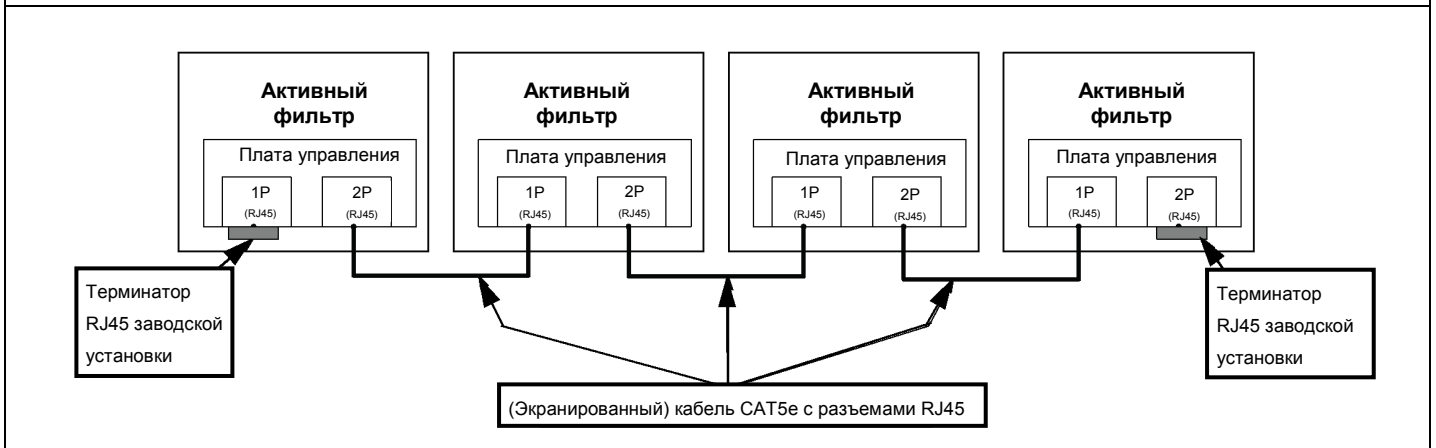 Активный
фильтр
Плата управления
1P
(RJ45)
2P
(RJ45)
Активный
фильтр
Плата управления
1P
(RJ45)
2P
(RJ45)
Активный
фильтр
Плата управления
1P
(RJ45)
2P
(RJ45)
Активный
фильтр
Плата управления
1P
(RJ45)
2P
(RJ45)
Терминатор
RJ45 заводской
установки
Терминатор
RJ45 заводской
установки
(Экранированный) кабель CAT5e с разъемами RJ45